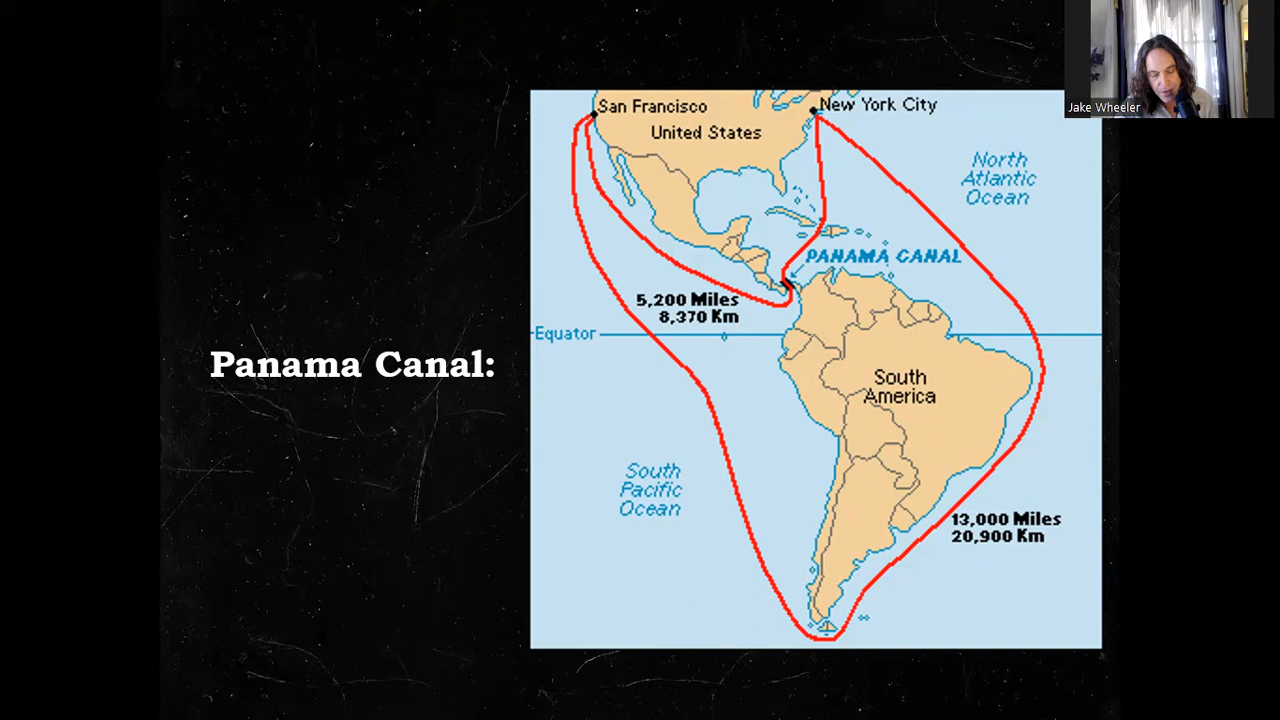 Jake Wheeler
San Francisco
New York City
United States
North
Atlantic
Ocean
PANAMA CANAL
5,200 Miles
8,370 Km
Equator
Panama Canal:
South
America
South
Pacific
Ocean
13,000 Miles
20,900 Km